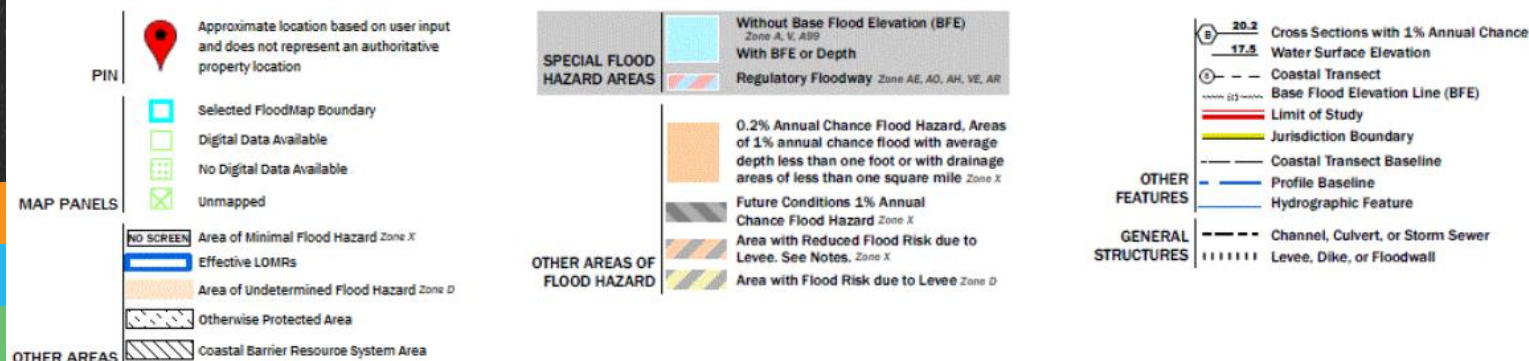 PIN
Approximate location based on user input
and does not represent an authoritative
property location
MAP PANELS
Selected FloodMap Boundary
Digital Data Available
No Digital Data Available
Unmapped
OTHER AREAS
NO SCREEN Area of Minimal Flood Hazard Zone X
Effective LOMRs
Area of Undetermined Flood Hazard Zone D
Otherwise Protected Area
Coastal Barrier Resource System Area
SPECIAL FLOOD
HAZARD AREAS
Without Base Flood Elevation (BFE)
Zone A, V, A99
With BFE or Depth
Regulatory Floodway Zone AE, AO, AH, VE, AR
OTHER AREAS OF
FLOOD HAZARD
0.2% Annual Chance Flood Hazard, Areas
of 1% annual chance flood with average
depth less than one foot or with drainage
areas of less than one square mile Zone X
Future Conditions 1% Annual
Chance Flood Hazard Zone X
Area with Reduced Flood Risk due to
Levee. See Notes. Zone X
Area with Flood Risk due to Levee Zone D
OTHER
FEATURES
B 20.2 Cross Sections with 1% Annual Chance
17.5 Water Surface Elevation
8 Coastal Transect
Base Flood Elevation Line (BFE)
Limit of Study
Jurisdiction Boundary
Coastal Transect Baseline
Profile Baseline
Hydrographic Feature
GENERAL
STRUCTURES
Channel, Culvert, or Storm Sewer
Levee, Dike, or Floodwall